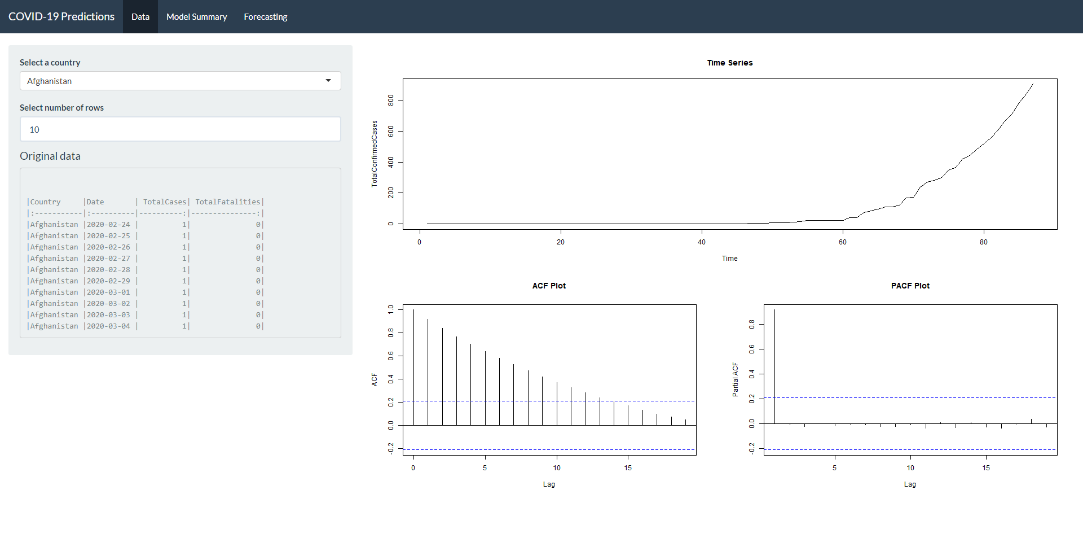 COVID-19 Predictions Data Model Summary Forecasting
Select a country
Afghanistan
Select number of rows
10
Original data
|Country |Date | TotalCases| TotalFatalities|
|:-----------|:----------|----------:|---------------:|
|Afghanistan |2020-02-24 | 1| 0|
|Afghanistan |2020-02-25 | 1| 0|
|Afghanistan |2020-02-26 | 1| 0|
|Afghanistan |2020-02-27 | 1| 0|
|Afghanistan |2020-02-28 | 1| 0|
|Afghanistan |2020-02-29 | 1| 0|
|Afghanistan |2020-03-01 | 1| 0|
|Afghanistan |2020-03-02 | 1| 0|
|Afghanistan |2020-03-03 | 1| 0|
|Afghanistan |2020-03-04 | 1| 0|
Time Series
TotalConfirmedCases
800
600
400
200
0
0 20 40 60 80
Time
ACF Plot
ACF
1.0
0.8
0.6
0.4
0.2
0.0
-0.2
0 5 10 15
Lag
PACF Plot
Partial ACF
0.8
0.6
0.4
0.2
0.0
-0.2
5 10 15
Lag